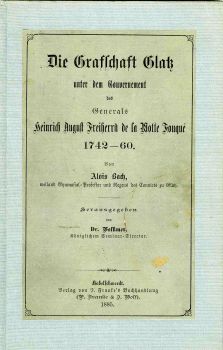 Die Grafschaft Glatz
unter dem Gouvernement
des
Generals
Heinrich August Freiherrn de la Motte Fouqué
1742—60.
Von
Alois Bach,
weiland Gymnasial-Professor und Regens des Convicts zu Glatz.
Herausgegeben
von
Dr. Volkmer,
Königlichem Seminar-Director.
Habelschwerdt.
Verlag von J. Franke's Buchhandlung
(P. Franke & J. Wolf).
1885.